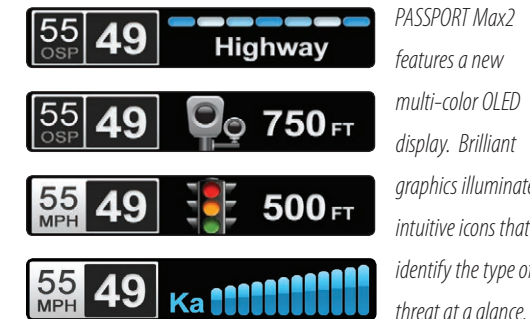 55 OSP 49 Highway
55 OSP 49 750 FT
55 MPH 49 500 FT
55 MPH 49 Ka
PASSPORT Max2
features a new
multi-color OLED
display. Brilliant
graphics illuminate
intuitive icons that
identify the type of
threat at a glance.